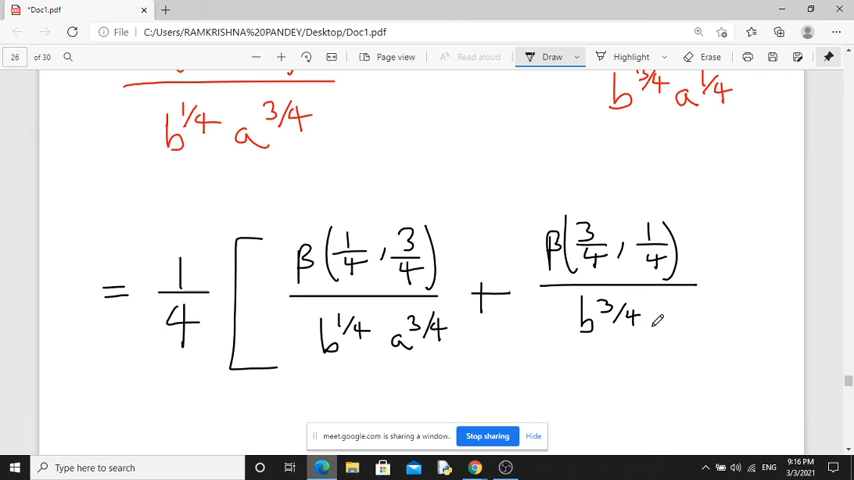 *Doc1.pdf
C:/Users/RAMKRISHNA%20PANDEY/Desktop/Doc1.pdf
26 of 30 Page view Read aloud Draw Highlight Erase
b^1/4 a^3/4 b^3/4 a^1/4
= 1/4 [ β(1/4, 3/4) / b^1/4 a^3/4 + β(3/4, 1/4) / b^3/4
meet.google.com is sharing a window. Stop sharing Hide
Type here to search
ENG 9:16 PM 3/3/2021